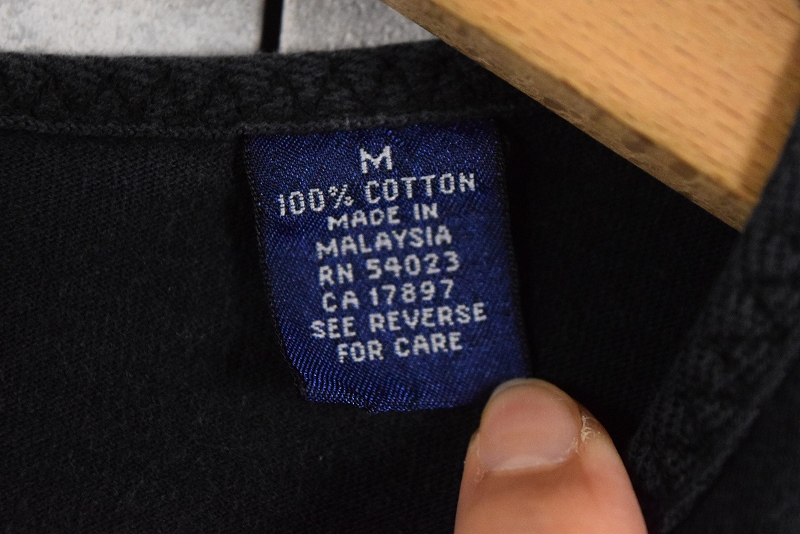 M
100% COTTON
MADE IN
MALAYSIA
RN 54023
CA 17897
SEE REVERSE
FOR CARE